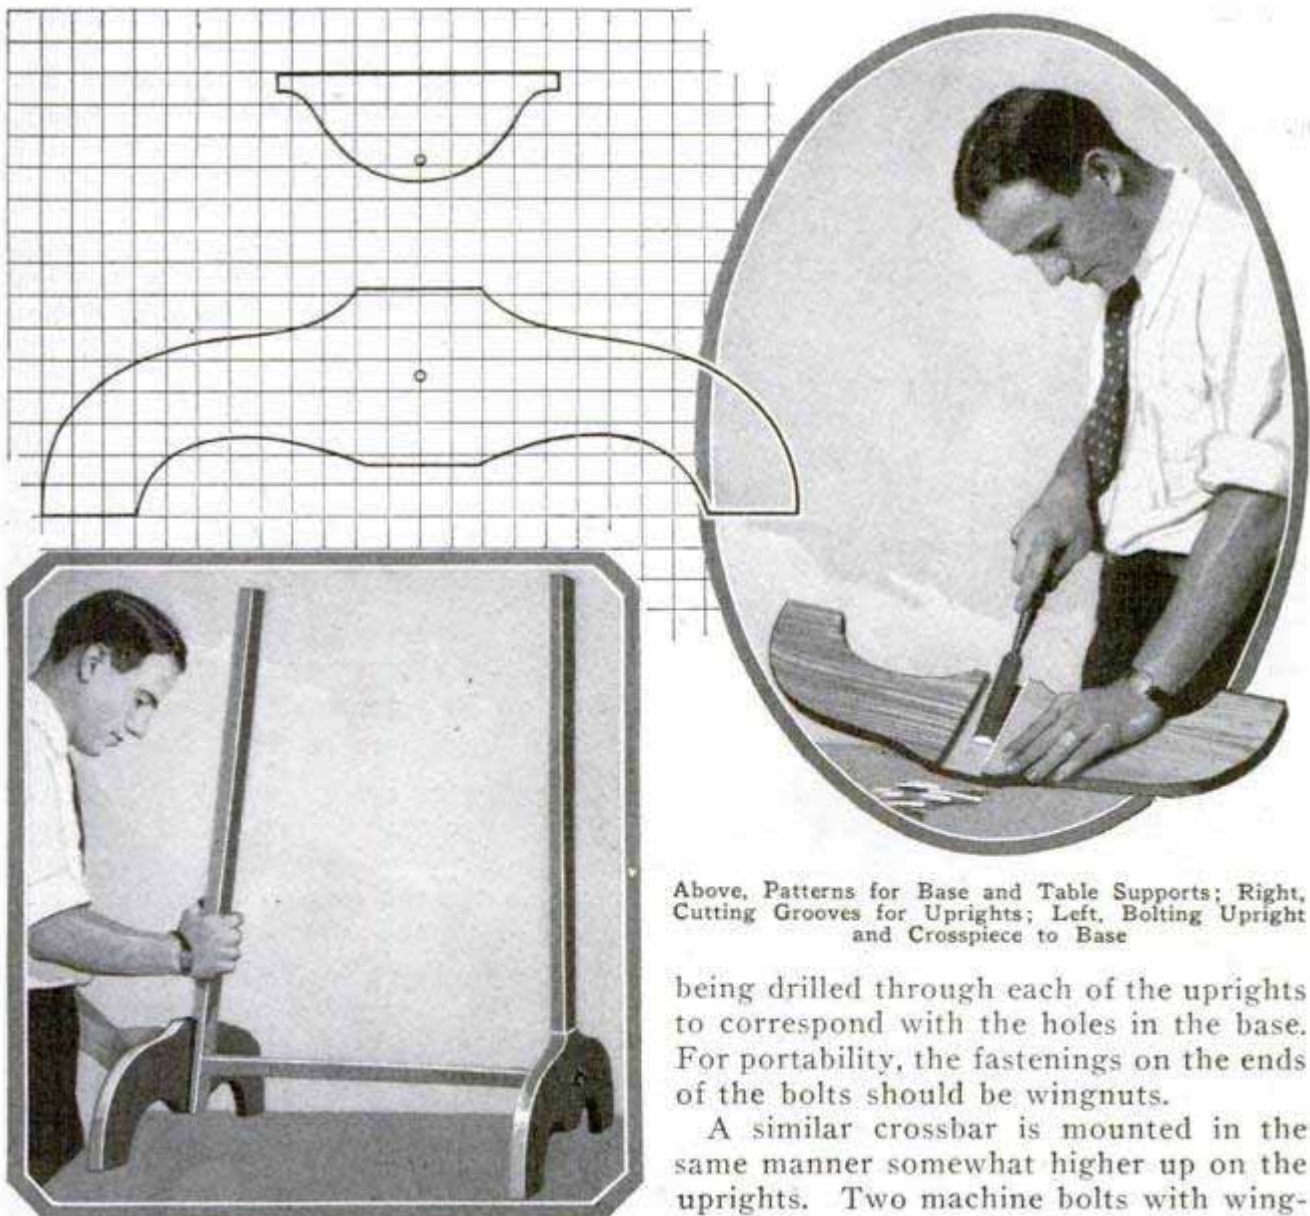 Above, Patterns for Base and Table Supports; Right,
Cutting Grooves for Uprights; Left, Bolting Upright
and Crosspiece to Base
being drilled through each of the uprights
to correspond with the holes in the base.
For portability, the fastenings on the ends
of the bolts should be wingnuts.
A similar crossbar is mounted in the
same manner somewhat higher up on the
uprights. Two machine bolts with wing-